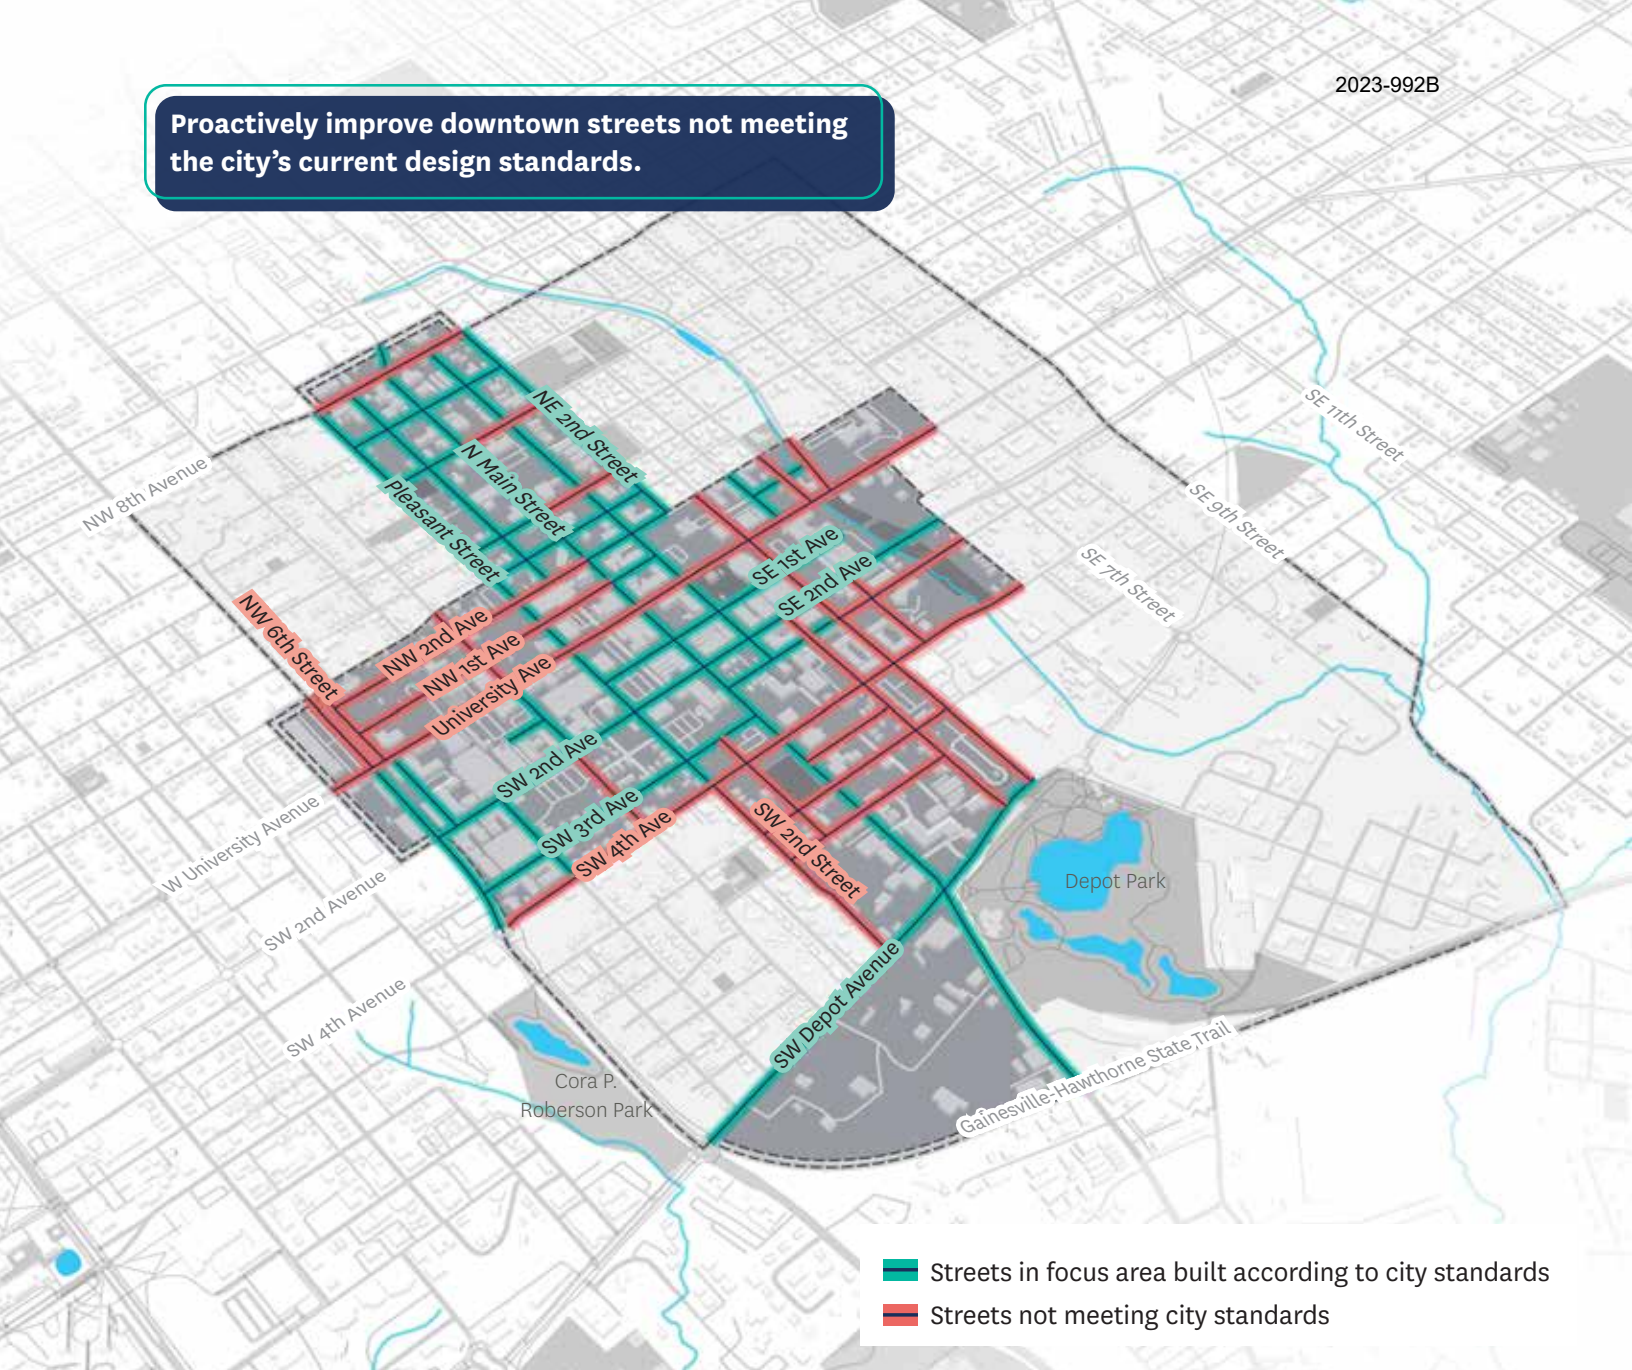 2023-992B
Proactively improve downtown streets not meeting
the city's current design standards.
NE 2nd Street
N Main Street
Pleasant Street
NW 8th Avenue
SE 11th Street
SE 9th Street
SE 7th Street
SE 1st Ave
SE 2nd Ave
NW 6th Street
NW 2nd Ave
NW 1st Ave
University Ave
SW 2nd Ave
SW 3rd Ave
SW 4th Ave
SW 2nd Street
W University Avenue
SW 2nd Avenue
SW 4th Avenue
Depot Park
SW Depot Avenue
Gainesville-Hawthorne State Trail
Cora P.
Roberson Park
Streets in focus area built according to city standards
Streets not meeting city standards